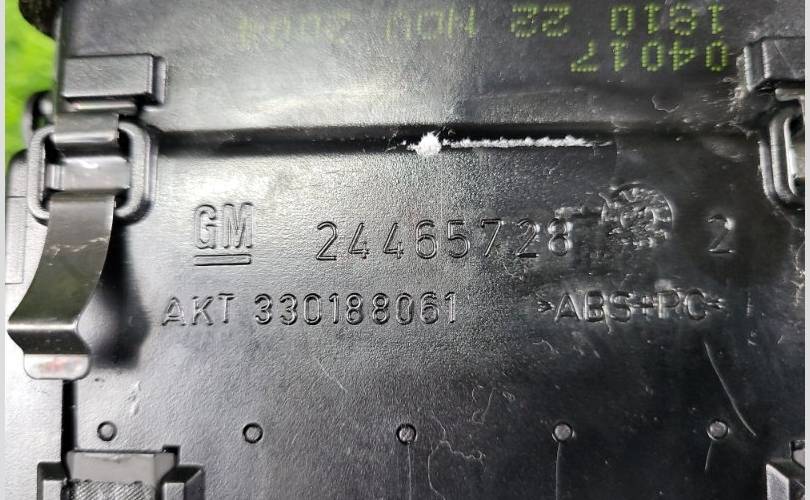 04017
1810 22 NOV 2004
GM 24465728 2
AKT 330188061 >ABS+PC<